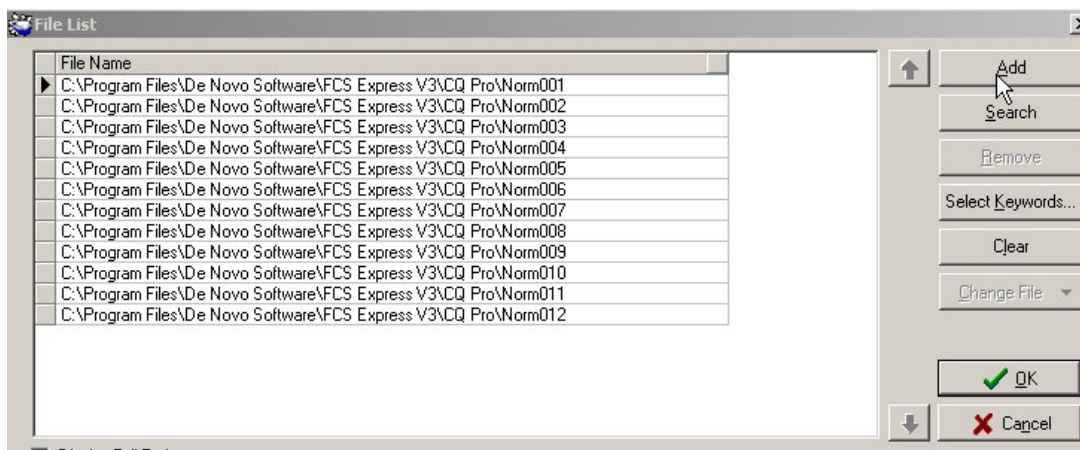 File List
File Name
C:\Program Files\De Novo Software\FCS Express V3\CQ Pro\Norm001
C:\Program Files\De Novo Software\FCS Express V3\CQ Pro\Norm002
C:\Program Files\De Novo Software\FCS Express V3\CQ Pro\Norm003
C:\Program Files\De Novo Software\FCS Express V3\CQ Pro\Norm004
C:\Program Files\De Novo Software\FCS Express V3\CQ Pro\Norm005
C:\Program Files\De Novo Software\FCS Express V3\CQ Pro\Norm006
C:\Program Files\De Novo Software\FCS Express V3\CQ Pro\Norm007
C:\Program Files\De Novo Software\FCS Express V3\CQ Pro\Norm008
C:\Program Files\De Novo Software\FCS Express V3\CQ Pro\Norm009
C:\Program Files\De Novo Software\FCS Express V3\CQ Pro\Norm010
C:\Program Files\De Novo Software\FCS Express V3\CQ Pro\Norm011
C:\Program Files\De Novo Software\FCS Express V3\CQ Pro\Norm012
Add
Search
Remove
Select Keywords...
Clear
Change File
OK
Cancel